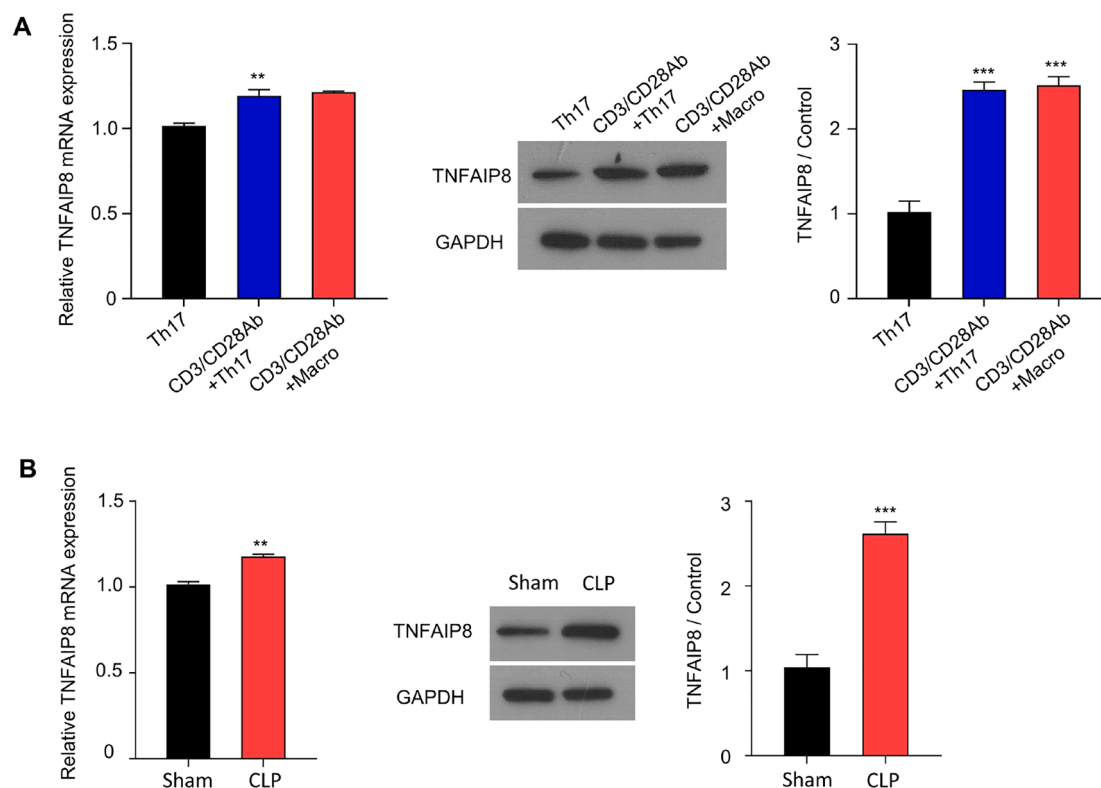 A
Relative TNFAIP8 mRNA expression
1.5
1.0
0.5
0
**
Th17
CD3/CD28Ab
+Th17
CD3/CD28Ab
+Macro
Th17
CD3/CD28Ab
+Th17
CD3/CD28Ab
+Macro
TNFAIP8
GAPDH
TNFAIP8 / Control
3
2
1
0
***
***
Th17
CD3/CD28Ab
+Th17
CD3/CD28Ab
+Macro
B
Relative TNFAIP8 mRNA expression
1.5
1.0
0.5
0
**
Sham
CLP
Sham
CLP
TNFAIP8
GAPDH
TNFAIP8 / Control
3
2
1
0
***
Sham
CLP